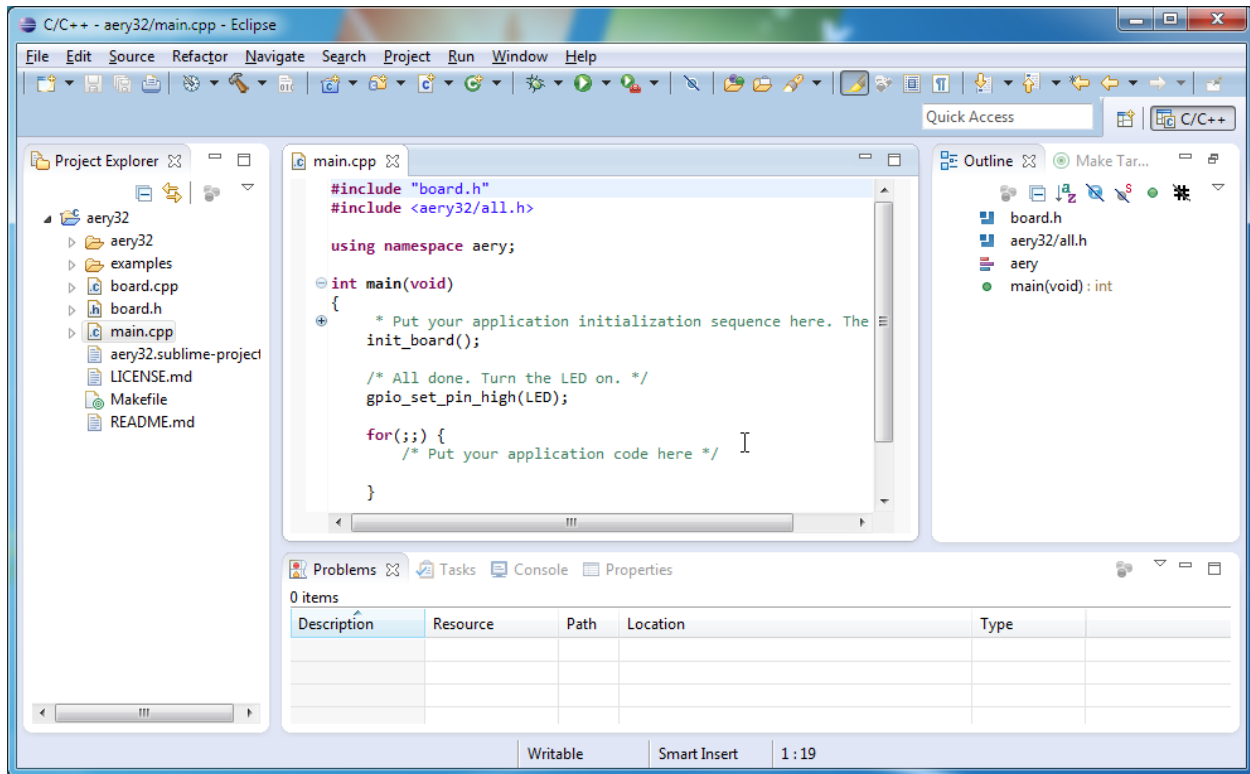 C/C++ - aery32/main.cpp - Eclipse
File Edit Source Refactor Navigate Search Project Run Window Help
Quick Access
C/C++
Project Explorer
aery32
aery32
examples
board.cpp
board.h
main.cpp
aery32.sublime-project
LICENSE.md
Makefile
README.md
main.cpp
#include "board.h"
#include <aery32/all.h>
using namespace aery;
int main(void)
{
* Put your application initialization sequence here. The
init_board();
/* All done. Turn the LED on. */
gpio_set_pin_high(LED);
for(;;) {
/* Put your application code here */
}
Outline Make Tar...
board.h
aery32/all.h
aery
main(void) : int
Problems Tasks Console Properties
0 items
Description Resource Path Location Type
Writable Smart Insert 1 : 19